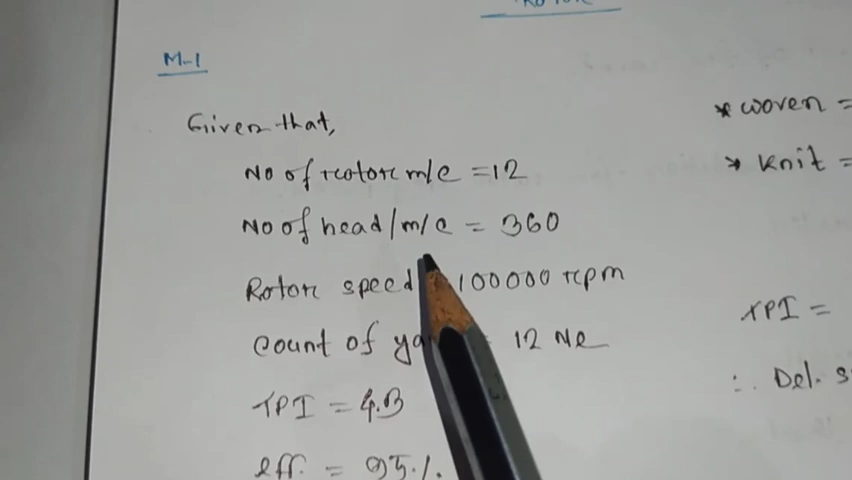 M-1
Given that,
No of rotor m/c = 12
No of head/m/c = 360
Rotor speed 100000 rpm
Count of ya = 12 Ne
TPI = 4.3
eff. = 95%.
* woven =
* Knit =
TPI =
∴ Del. s